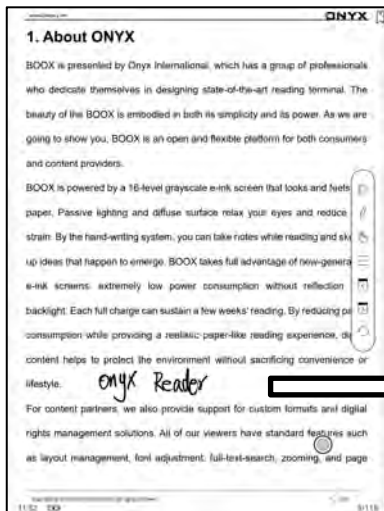 ONYX
1. About ONYX
BOOX is presented by Onyx International, which has a group of professionals
who dedicate themselves in designing state-of-the-art reading terminal. The
beauty of the BOOX is embodied in both its simplicity and its power. As we are
going to show you, BOOX is an open and flexible platform for both consumers
and content providers.
BOOX is powered by a 16-level grayscale e-ink screen that looks and feels
paper. Passive lighting and diffuse surface relax your eyes and reduce
strain. By the hand-writing system, you can take notes while reading and
up ideas that happen to emerge. BOOX takes full advantage of
e-ink screens: extremely low power consumption without reflection
backlight. Each full charge can sustain a few weeks' reading. By reducing
consumption while providing a realistic paper-like reading experience,
content helps to protect the environment without sacrificing convenience or
lifestyle. Onyx Reader
For content partners, we also provide support for custom formats and digital
rights management solutions. All of our viewers have standard features such
as layout management, font adjustment, full-text-search, zooming, and page